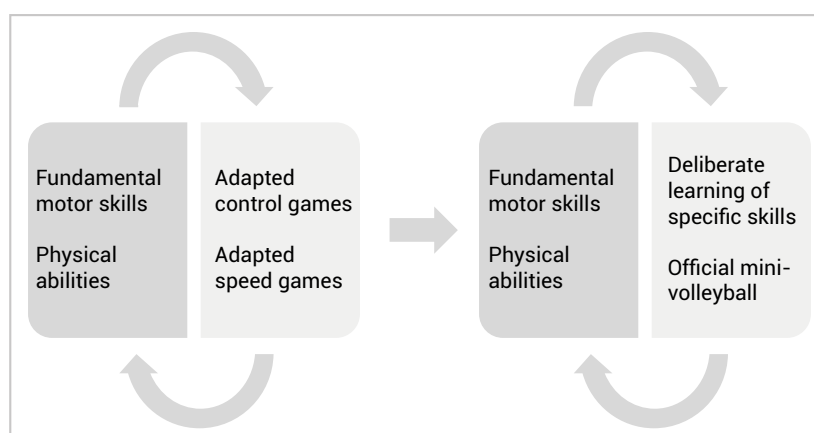 Fundamental
motor skills
Physical
abilities
Adapted
control games
Adapted
speed games
Fundamental
motor skills
Physical
abilities
Deliberate
learning of
specific skills
Official mini-
volleyball